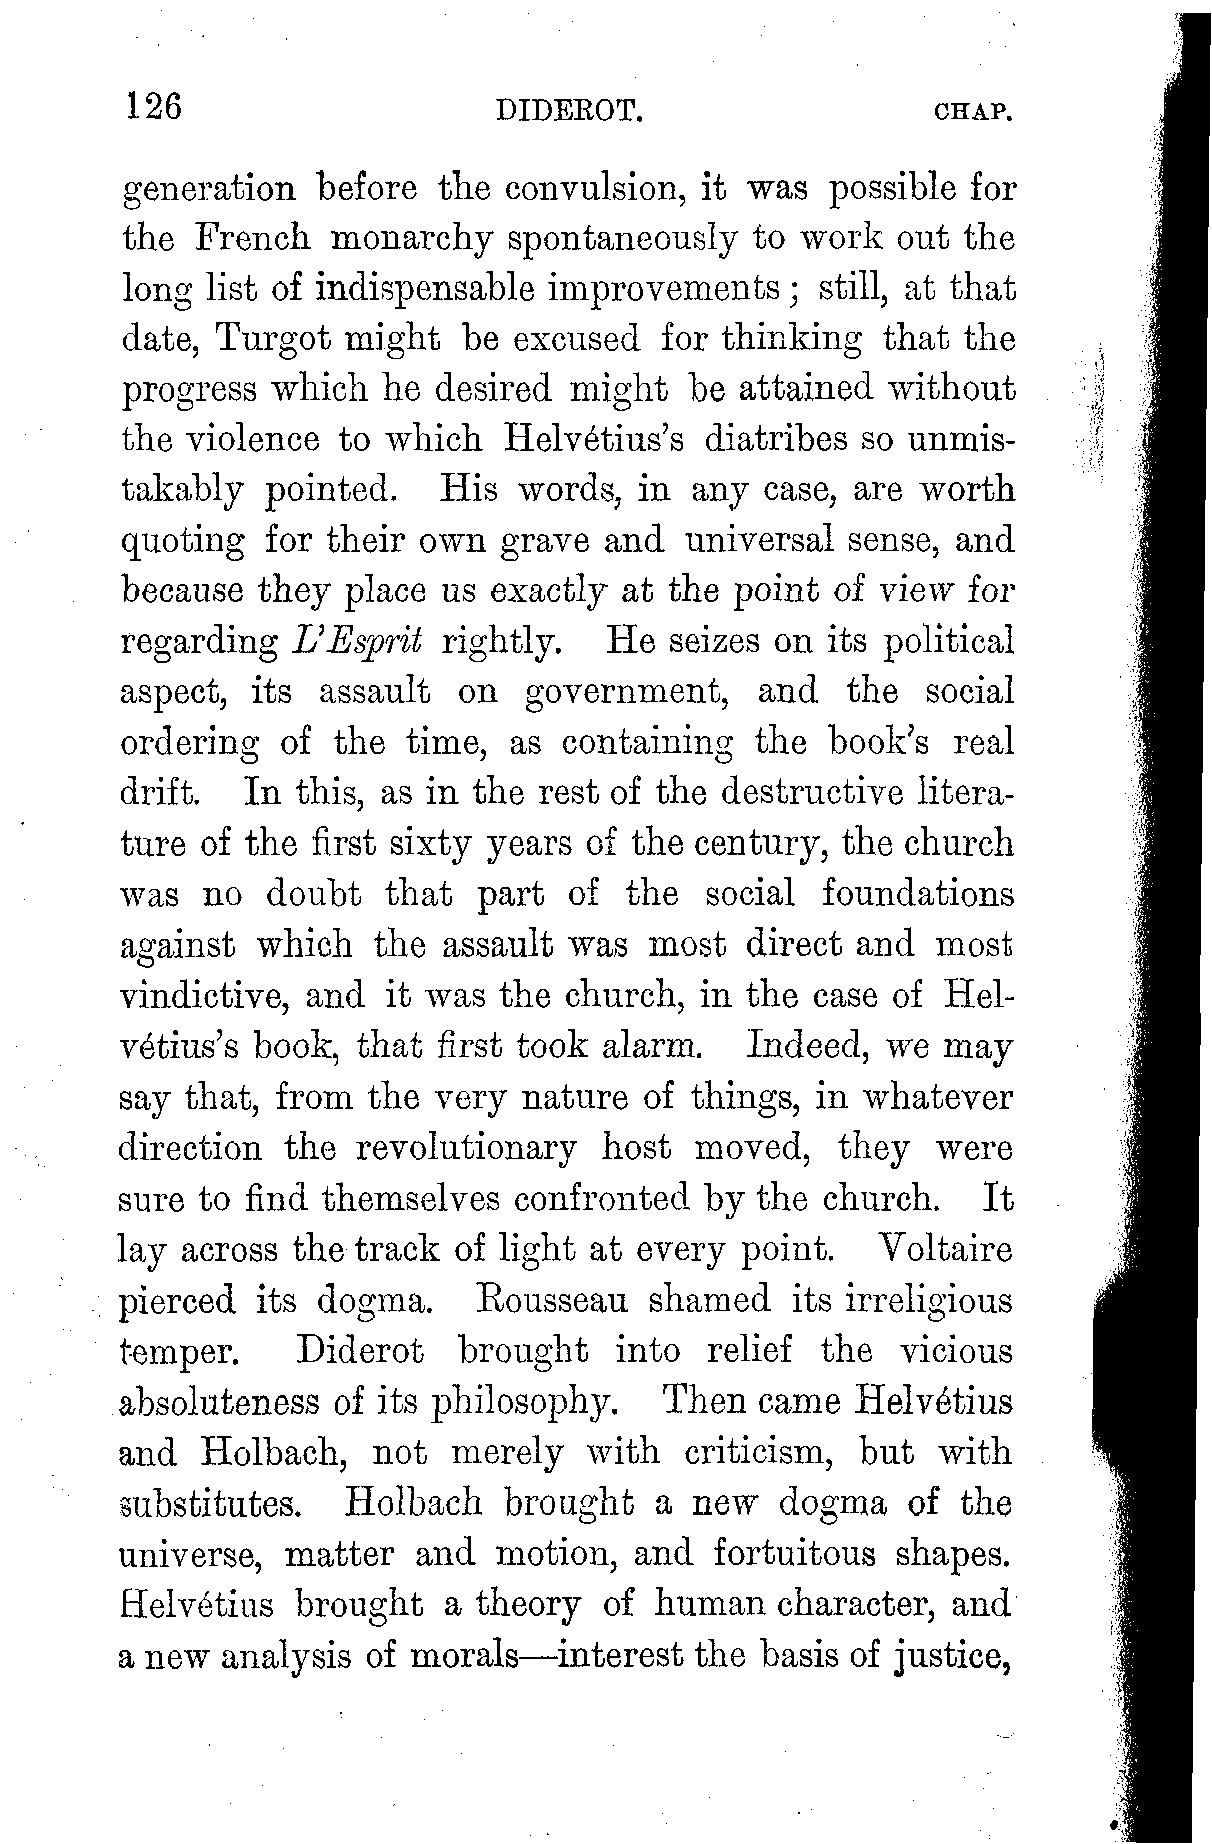 126 DIDEROT. CHAP.
generation before the convulsion, it was possible for
the French monarchy spontaneously to work out the
long list of indispensable improvements ; still, at that
date, Turgot might be excused for thinking that the
progress which he desired might be attained without
the violence to which Helvétius's diatribes so unmis-
takably pointed. His words, in any case, are worth
quoting for their own grave and universal sense, and
because they place us exactly at the point of view for
regarding L'Esprit rightly. He seizes on its political
aspect, its assault on government, and the social
ordering of the time, as containing the book's real
drift. In this, as in the rest of the destructive litera-
ture of the first sixty years of the century, the church
was no doubt that part of the social foundations
against which the assault was most direct and most
vindictive, and it was the church, in the case of Hel-
vétius's book, that first took alarm. Indeed, we may
say that, from the very nature of things, in whatever
direction the revolutionary host moved, they were
sure to find themselves confronted by the church. It
lay across the track of light at every point. Voltaire
pierced its dogma. Rousseau shamed its irreligious
temper. Diderot brought into relief the vicious
absoluteness of its philosophy. Then came Helvétius
and Holbach, not merely with criticism, but with
substitutes. Holbach brought a new dogma of the
universe, matter and motion, and fortuitous shapes.
Helvétius brought a theory of human character, and
a new analysis of morals—interest the basis of justice,